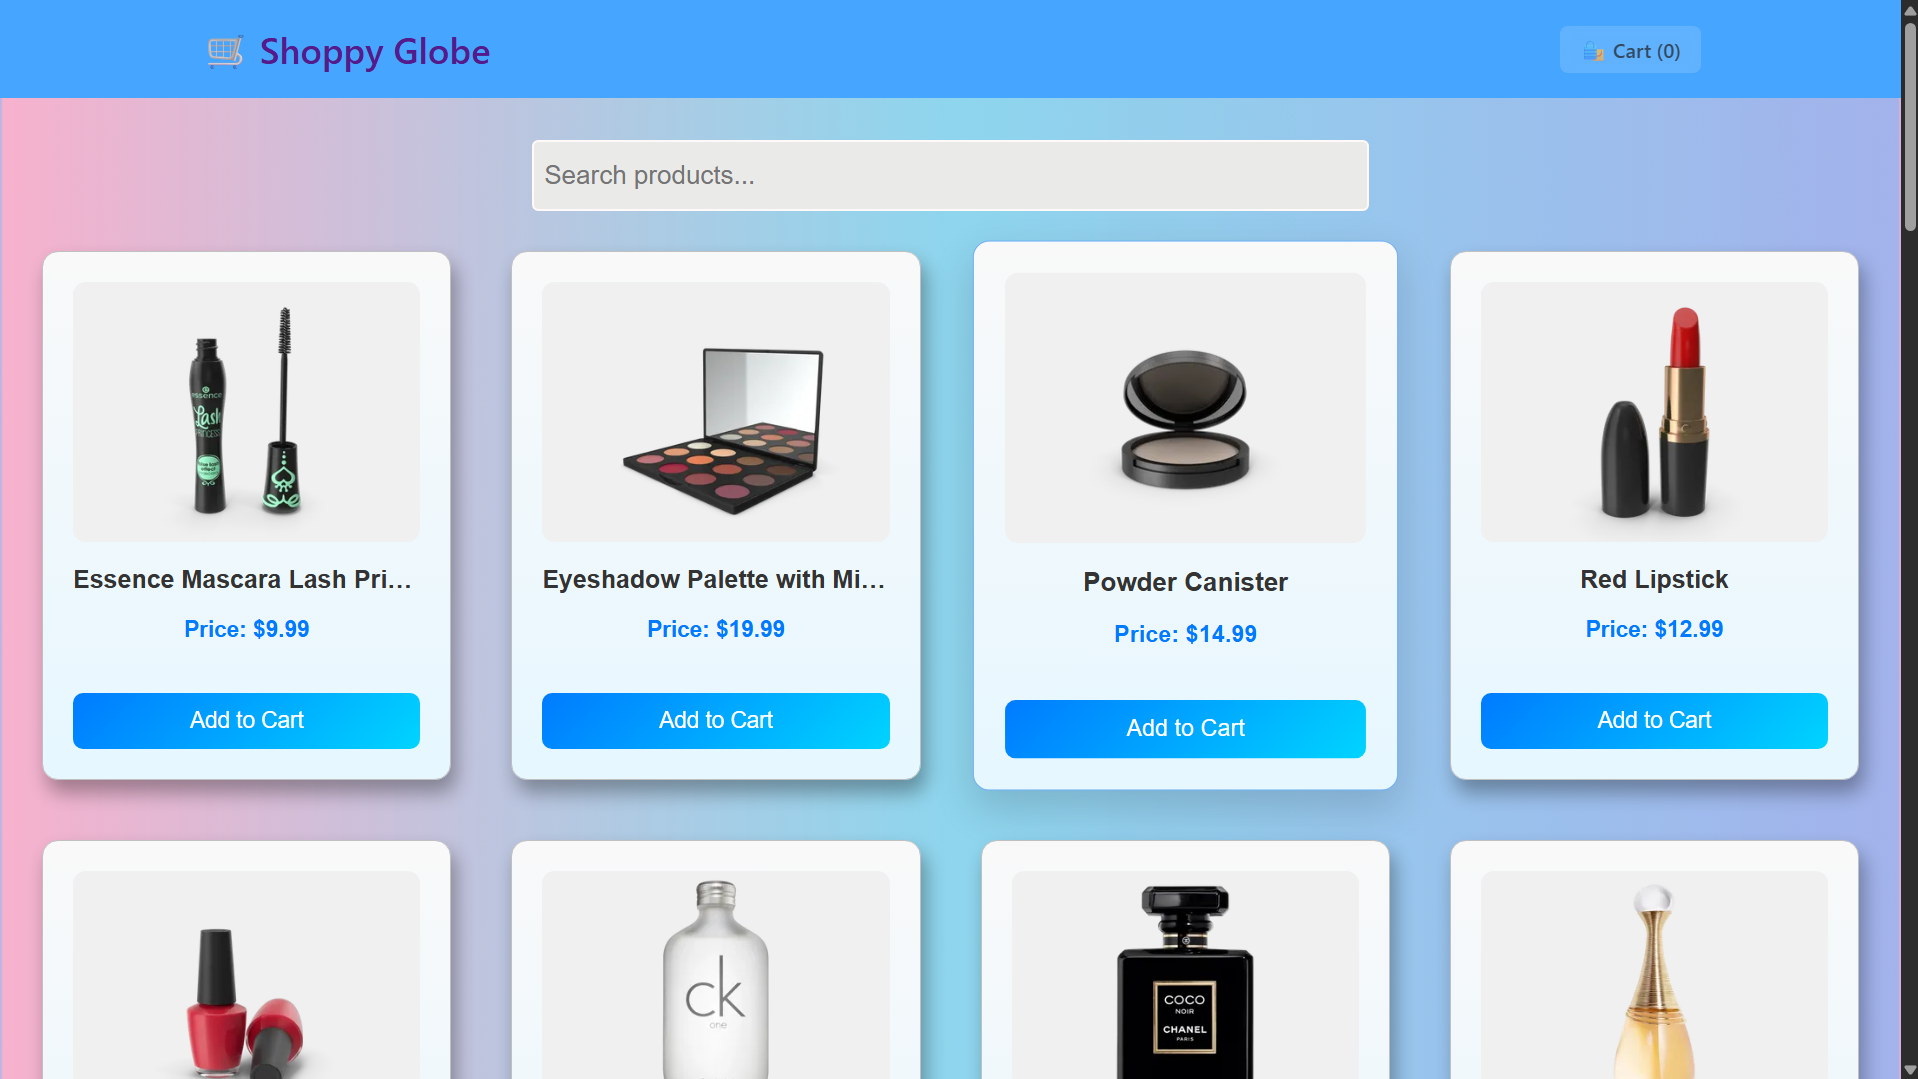 Shoppy Globe
Cart (0)
Search products...
essence
Lash
PRINCESS
Essence Mascara Lash Pri...
Eyeshadow Palette with Mi...
Powder Canister
Red Lipstick
Price: $9.99
Price: $19.99
Price: $14.99
Price: $12.99
Add to Cart
Add to Cart
Add to Cart
Add to Cart
ck
one
COCO
NOIR
CHANEL
PARIS